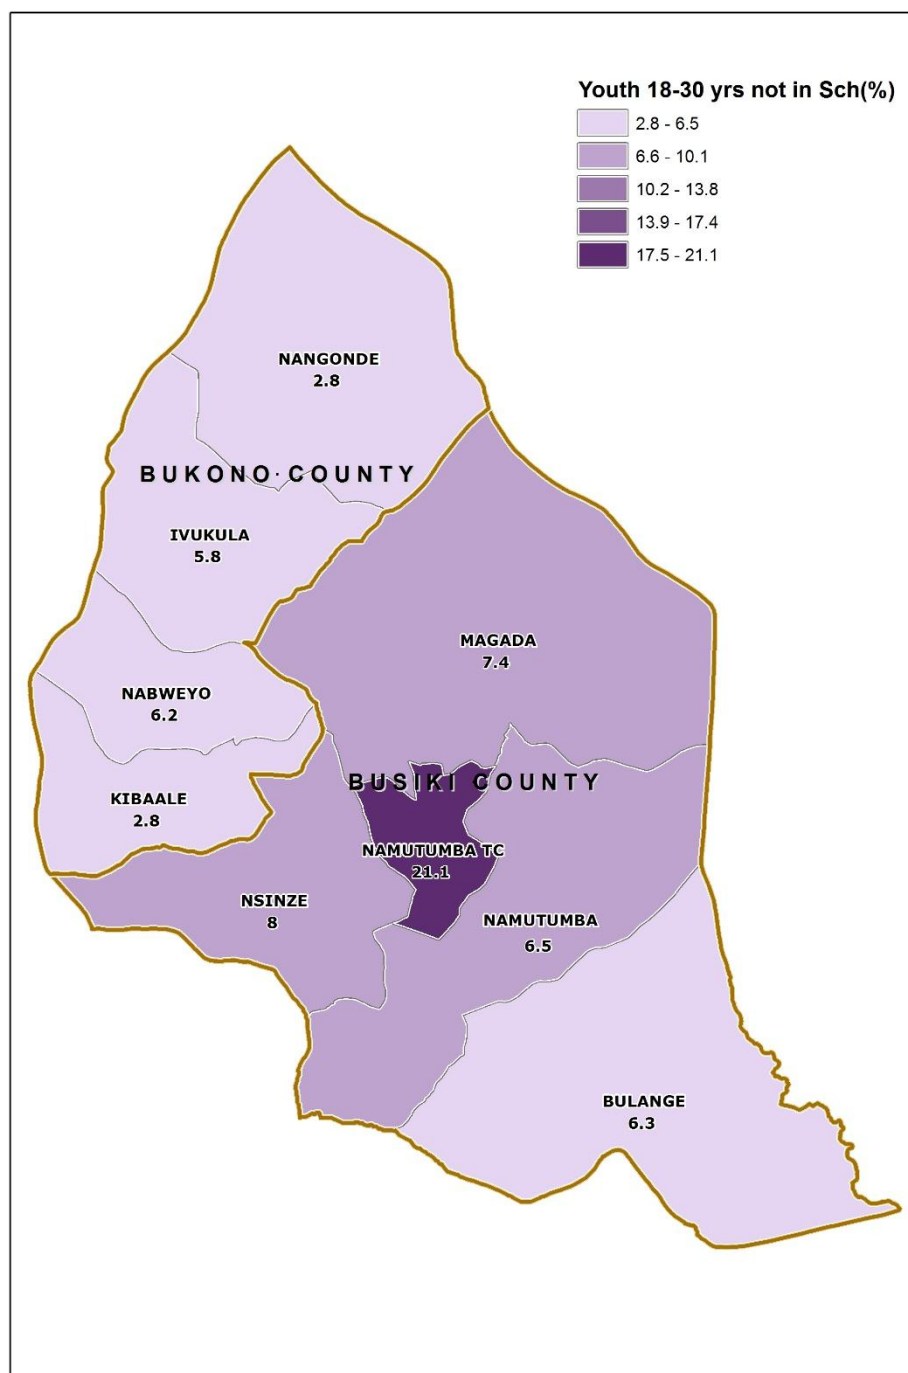 Youth 18-30 yrs not in Sch(%)
2.8 - 6.5
6.6 - 10.1
10.2 - 13.8
13.9 - 17.4
17.5 - 21.1
NANGONDE
2.8
BUKONO COUNTY
IVUKULA
5.8
MAGADA
7.4
NABWEYO
6.2
BUSIKI COUNTY
KIBAALE
2.8
NAMUTUMBA TC
21.1
NSINZE
8
NAMUTUMBA
6.5
BULANGE
6.3